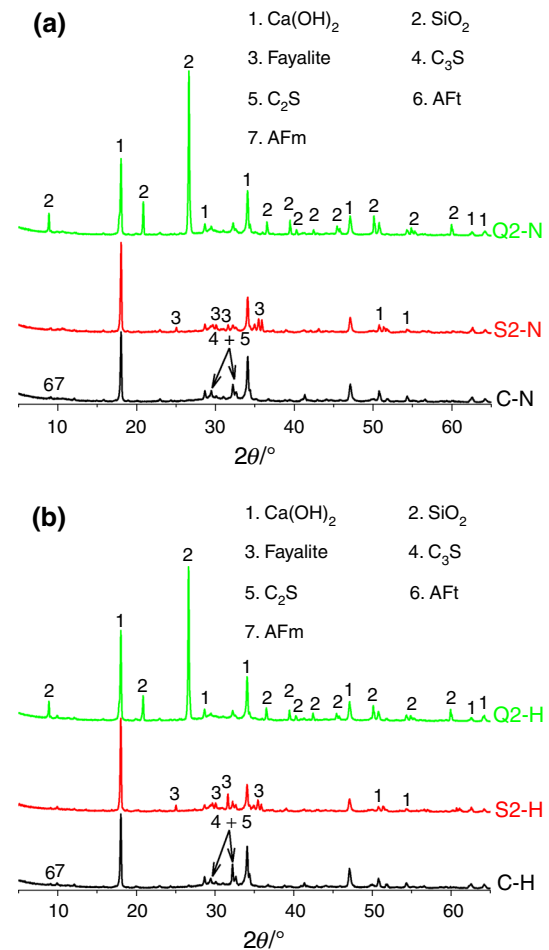 (a)
1. Ca(OH)₂ 2. SiO₂
3. Fayalite 4. C₃S
5. C₂S 6. AFt
7. AFm
2
1
2 2 1 1 2 2 2 2 2 1 2 2 2 1 1
Q2-N
3 3 3 3 1 1
S2-N
4 + 5
67
C-N
10 20 30 40 50 60
2θ/°
(b)
1. Ca(OH)₂ 2. SiO₂
3. Fayalite 4. C₃S
5. C₂S 6. AFt
7. AFm
2
1
2 2 1 1 2 2 2 2 2 1 2 2 2 1 1
Q2-H
3 3 3 3 1 1
S2-H
4 + 5
67
C-H
10 20 30 40 50 60
2θ/°